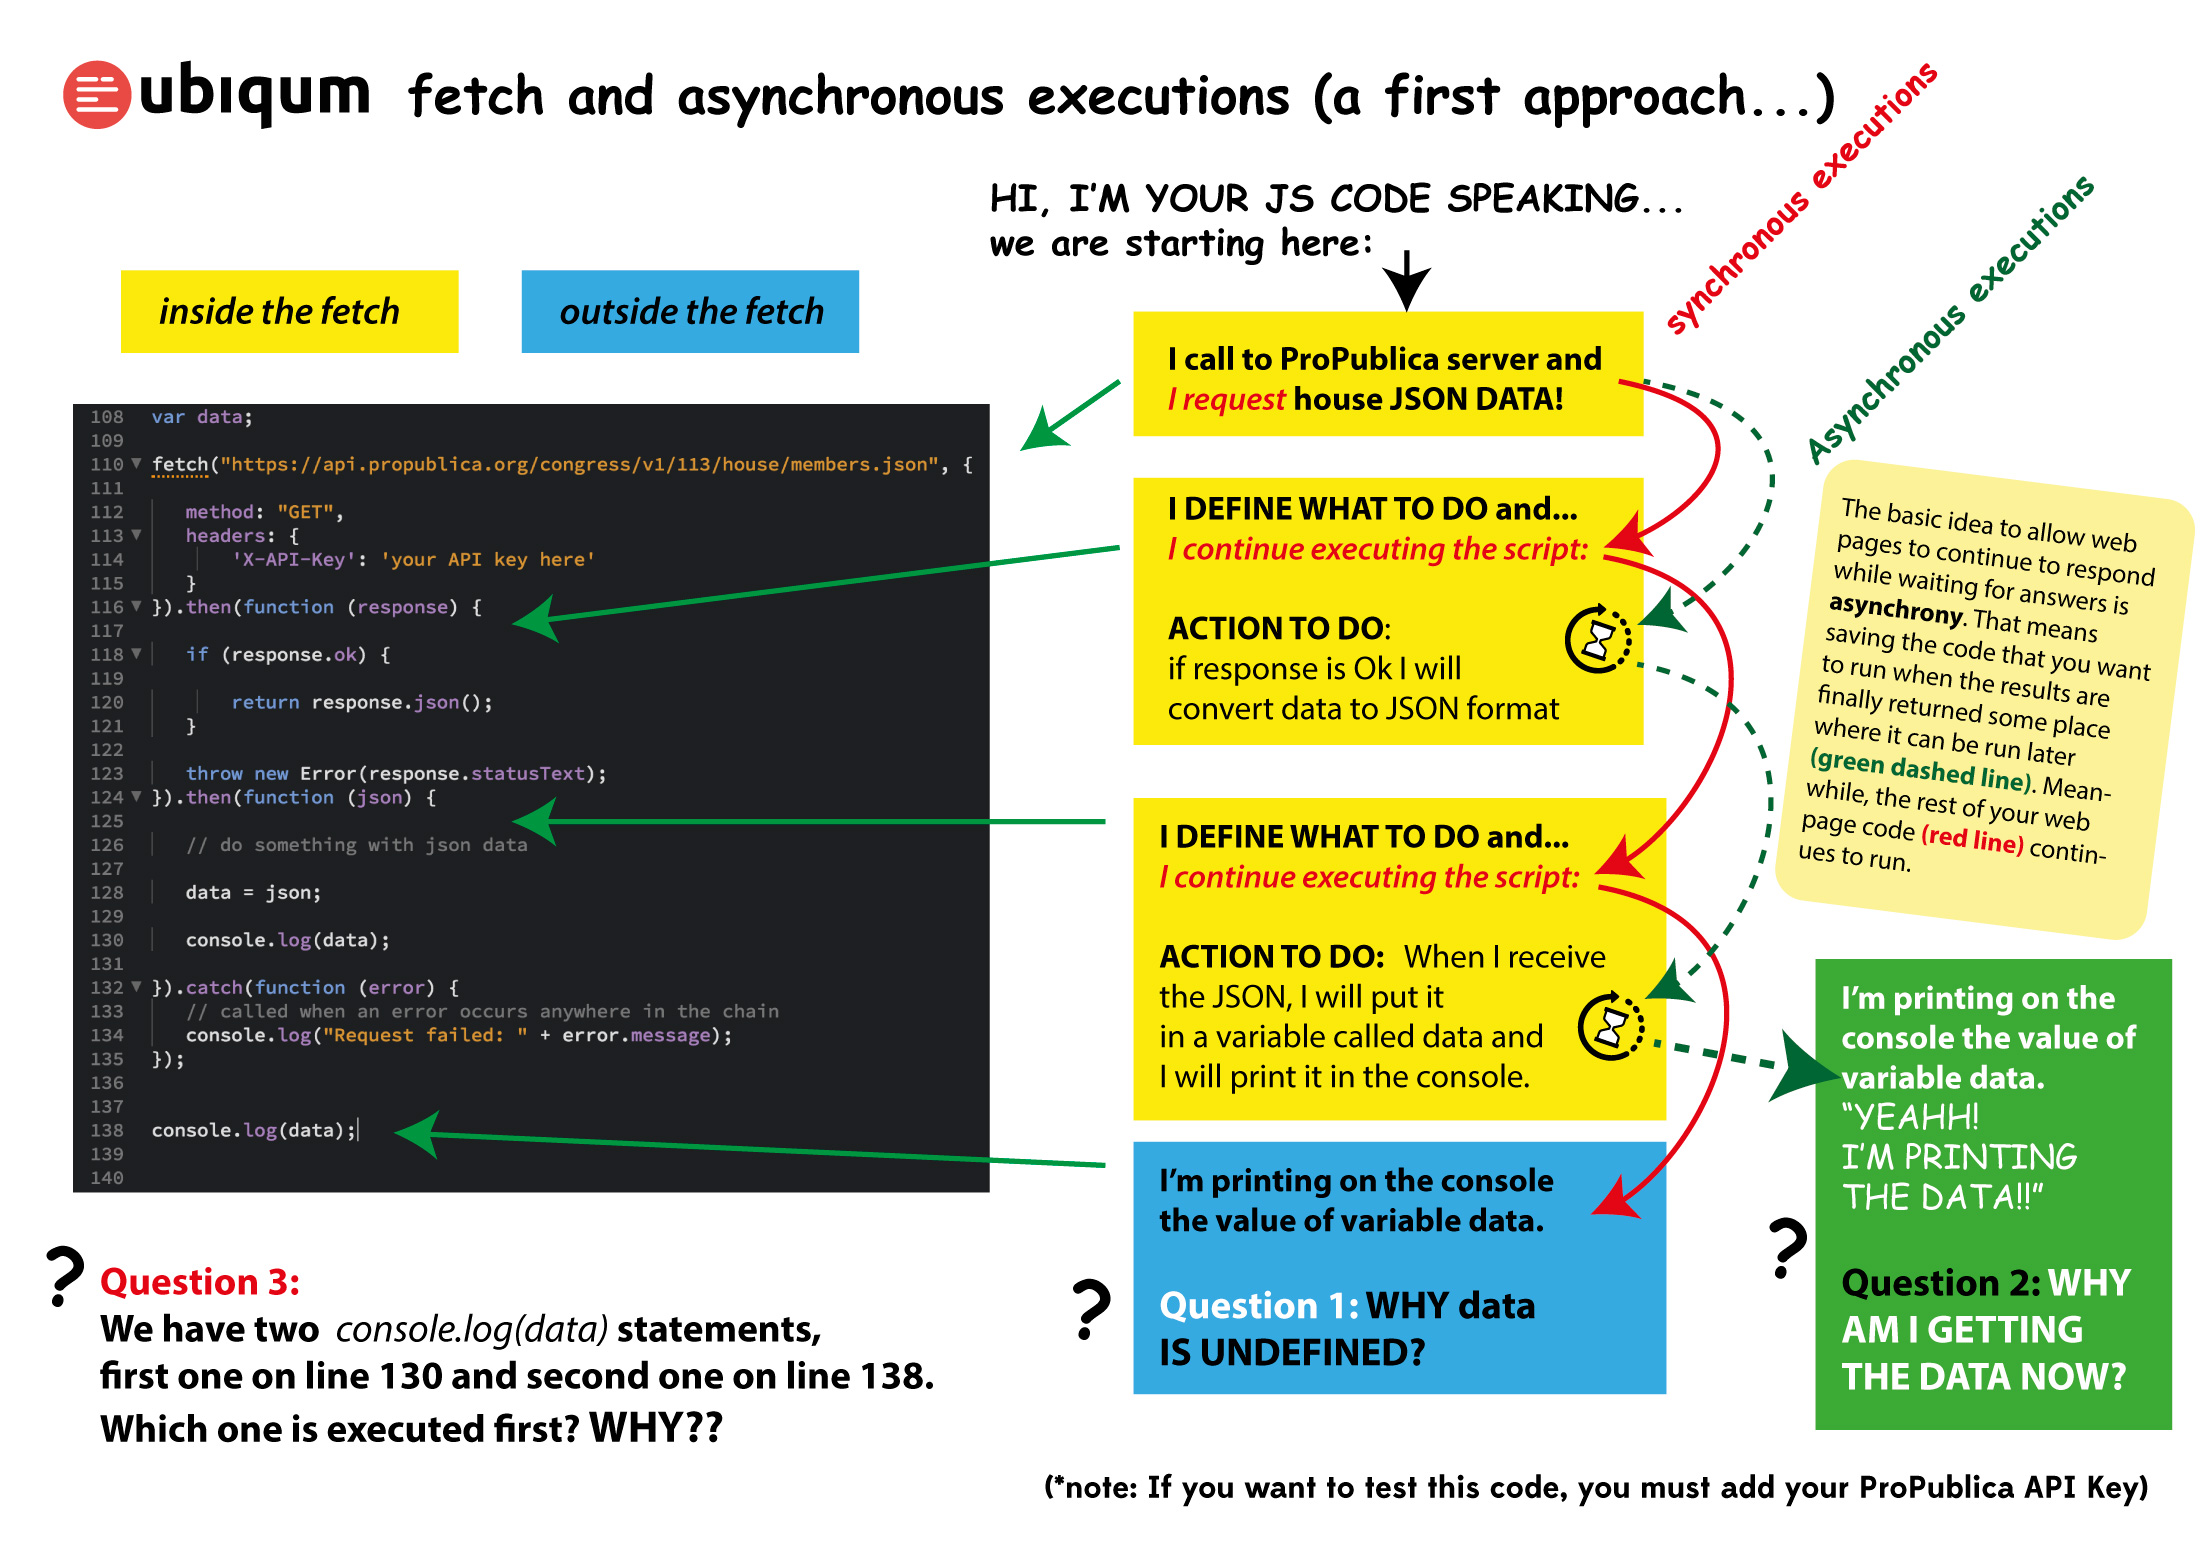 ubıqum fetch and asynchronous executions (a first approach...)
synchronous executions
Asynchronous executions
HI, I'M YOUR JS CODE SPEAKING...
we are starting here:
inside the fetch
outside the fetch
108 var data;
109
110 fetch("https://api.propublica.org/congress/v1/113/house/members.json", {
111
112 method: "GET",
113 headers: {
114 'X-API-Key': 'your API key here'
115 }
116 }).then(function (response) {
117
118 if (response.ok) {
119
120 return response.json();
121 }
122
123 throw new Error(response.statusText);
124 }).then(function (json) {
125
126 // do something with json data
127
128 data = json;
129
130 console.log(data);
131
132 }).catch(function (error) {
133 // called when an error occurs anywhere in the chain
134 console.log("Request failed: " + error.message);
135 });
136
137
138 console.log(data);
139
140
I call to ProPublica server and
I request house JSON DATA!
I DEFINE WHAT TO DO and...
I continue executing the script:
ACTION TO DO:
if response is Ok I will
convert data to JSON format
I DEFINE WHAT TO DO and...
I continue executing the script:
ACTION TO DO: When I receive
the JSON, I will put it
in a variable called data and
I will print it in the console.
I'm printing on the console
the value of variable data.
? Question 1: WHY data
IS UNDEFINED?
The basic idea to allow web
pages to continue to respond
while waiting for answers is
asynchrony. That means
saving the code that you want
to run when the results are
finally returned some place
where it can be run later
(green dashed line). Mean-
while, the rest of your web
page code (red line) contin-
ues to run.
I'm printing on the
console the value of
variable data.
"YEAHH!
I'M PRINTING
THE DATA!!"
? Question 2: WHY
AM I GETTING
THE DATA NOW?
? Question 3:
We have two console.log(data) statements,
first one on line 130 and second one on line 138.
Which one is executed first? WHY??
(*note: If you want to test this code, you must add your ProPublica API Key)